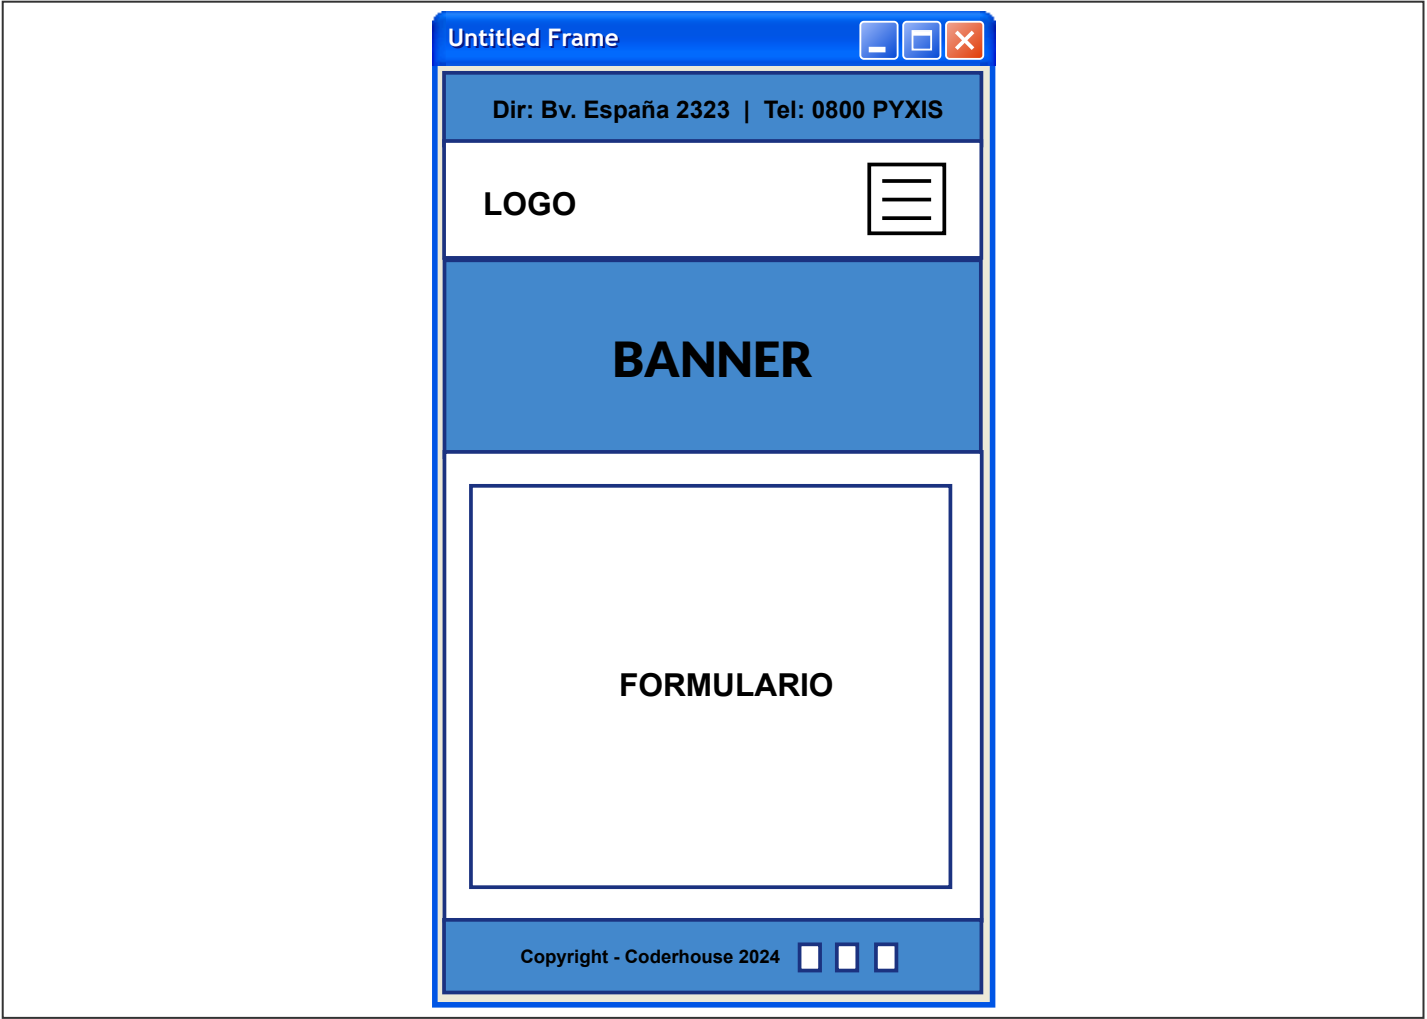 Untitled Frame
Dir: Bv. España 2323 | Tel: 0800 PYXIS
LOGO
BANNER
FORMULARIO
Copyright - Coderhouse 2024